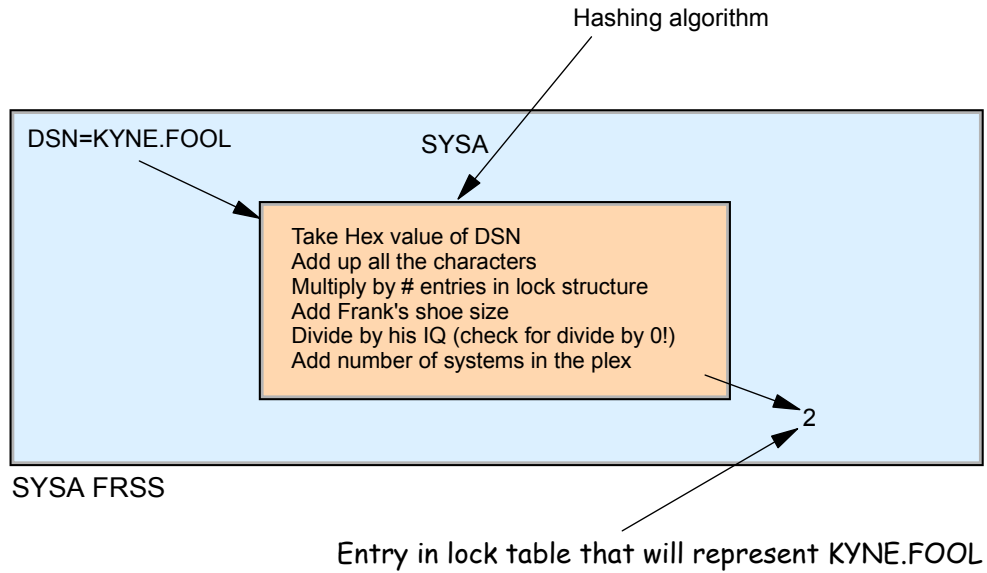 Hashing algorithm
DSN=KYNE.FOOL
SYSA
Take Hex value of DSN
Add up all the characters
Multiply by # entries in lock structure
Add Frank's shoe size
Divide by his IQ (check for divide by 0!)
Add number of systems in the plex
2
SYSA FRSS
Entry in lock table that will represent KYNE.FOOL